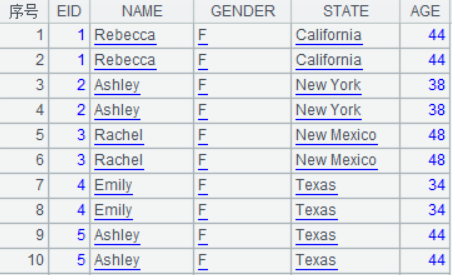 序号 EID NAME GENDER STATE AGE
1 1 Rebecca F California 44
2 1 Rebecca F California 44
3 2 Ashley F New York 38
4 2 Ashley F New York 38
5 3 Rachel F New Mexico 48
6 3 Rachel F New Mexico 48
7 4 Emily F Texas 34
8 4 Emily F Texas 34
9 5 Ashley F Texas 44
10 5 Ashley F Texas 44